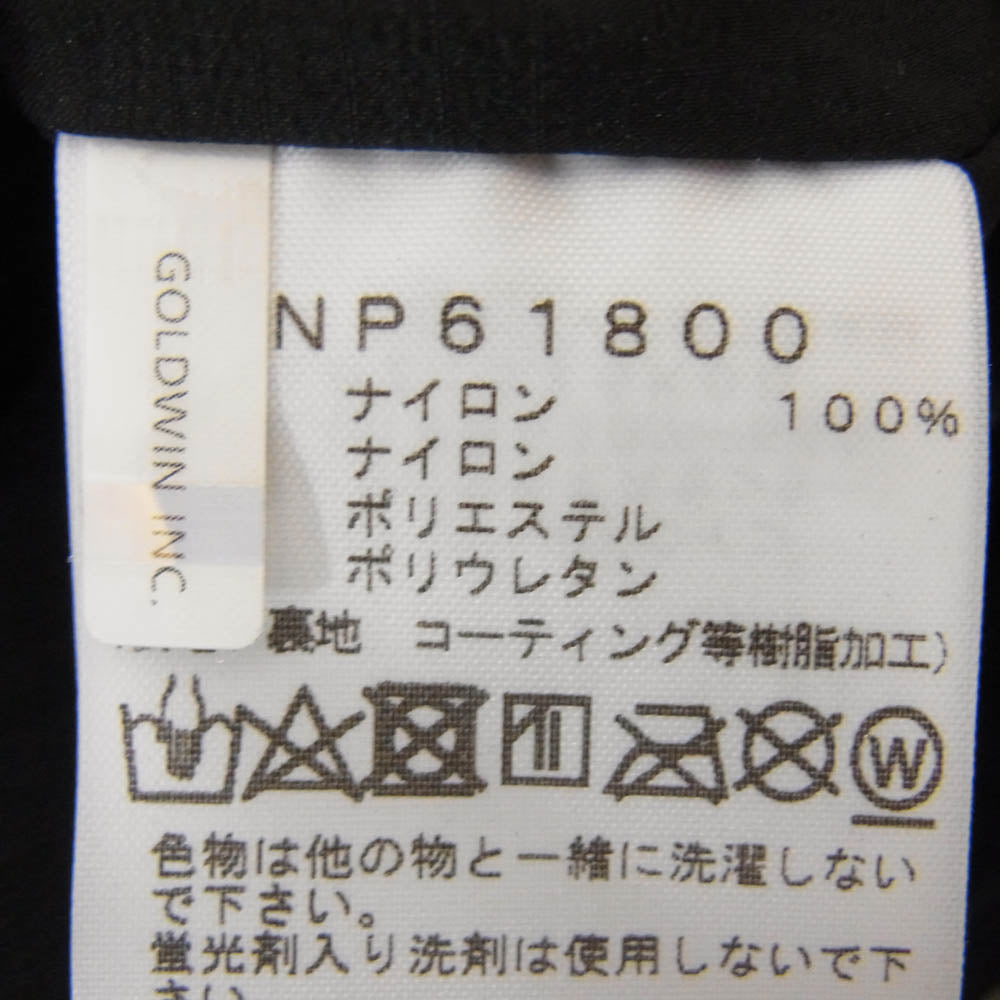 GOLDWIN INC.
NP61800
ナイロン 100%
ナイロン
ポリエステル
ポリウレタン
裏地 コーティング等樹脂加工)
W
色物は他の物と一緒に洗濯しない
で下さい。
蛍光剤入り洗剤は使用しないで下
さい